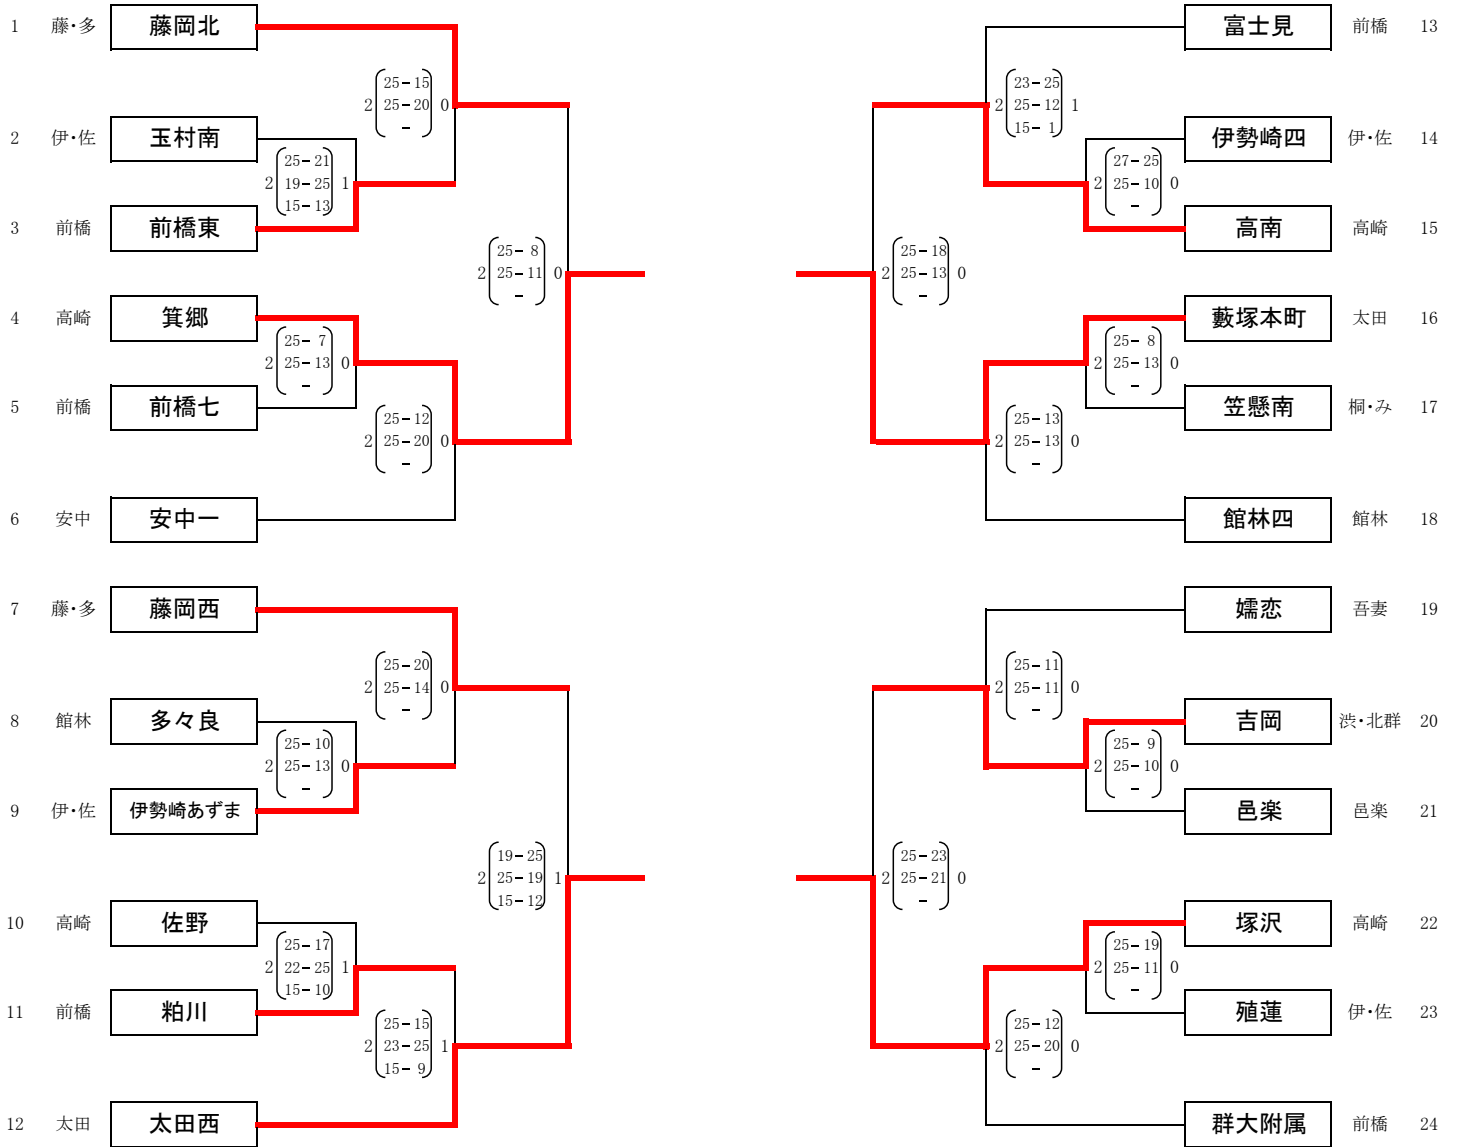 1 藤・多 藤岡北
25-15
2 25-20 0
-
2 伊・佐 玉村南
25-21
2 19-25 1
15-13
3 前橋 前橋東
25- 8
2 25-11 0
-
4 高崎 箕郷
25- 7
2 25-13 0
-
5 前橋 前橋七
25-12
2 25-20 0
-
6 安中 安中一
7 藤・多 藤岡西
25-20
2 25-14 0
-
8 館林 多々良
25-10
2 25-13 0
-
9 伊・佐 伊勢崎あずま
19-25
2 25-19 1
15-12
10 高崎 佐野
25-17
2 22-25 1
15-10
11 前橋 粕川
25-15
2 23-25 1
15- 9
12 太田 太田西
富士見 前橋 13
23-25
2 25-12 1
15- 1
伊勢崎四 伊・佐 14
27-25
2 25-10 0
-
高南 高崎 15
25-18
2 25-13 0
-
藪塚本町 太田 16
25- 8
2 25-13 0
-
笠懸南 桐・み 17
25-13
2 25-13 0
-
館林四 館林 18
嬬恋 吾妻 19
25-11
2 25-11 0
-
吉岡 渋・北群 20
25- 9
2 25-10 0
-
邑楽 邑楽 21
25-23
2 25-21 0
-
塚沢 高崎 22
25-19
2 25-11 0
-
殖蓮 伊・佐 23
25-12
2 25-20 0
-
群大附属 前橋 24